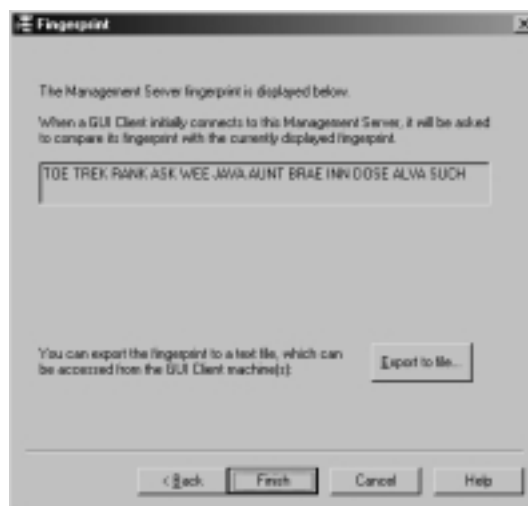 Fingerprint
The Management Server fingerprint is displayed below.
When a GUI Client initially connects to this Management Server, it will be asked
to compare its fingerprint with the currently displayed fingerprint.
TOE TREK RANK ASK WEE JAVA AUNT BRAE INN DOSE ALVA SUCH
You can export the fingerprint to a text file, which can
be accessed from the GUI Client machine(s):
Export to file...
< Back
Finish
Cancel
Help